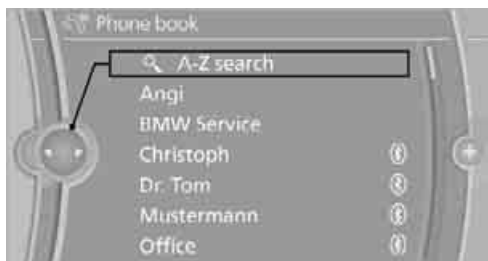 Phone book
A-Z search
Angi
BMW Service
Christoph
Dr. Tom
Mustermann
Office